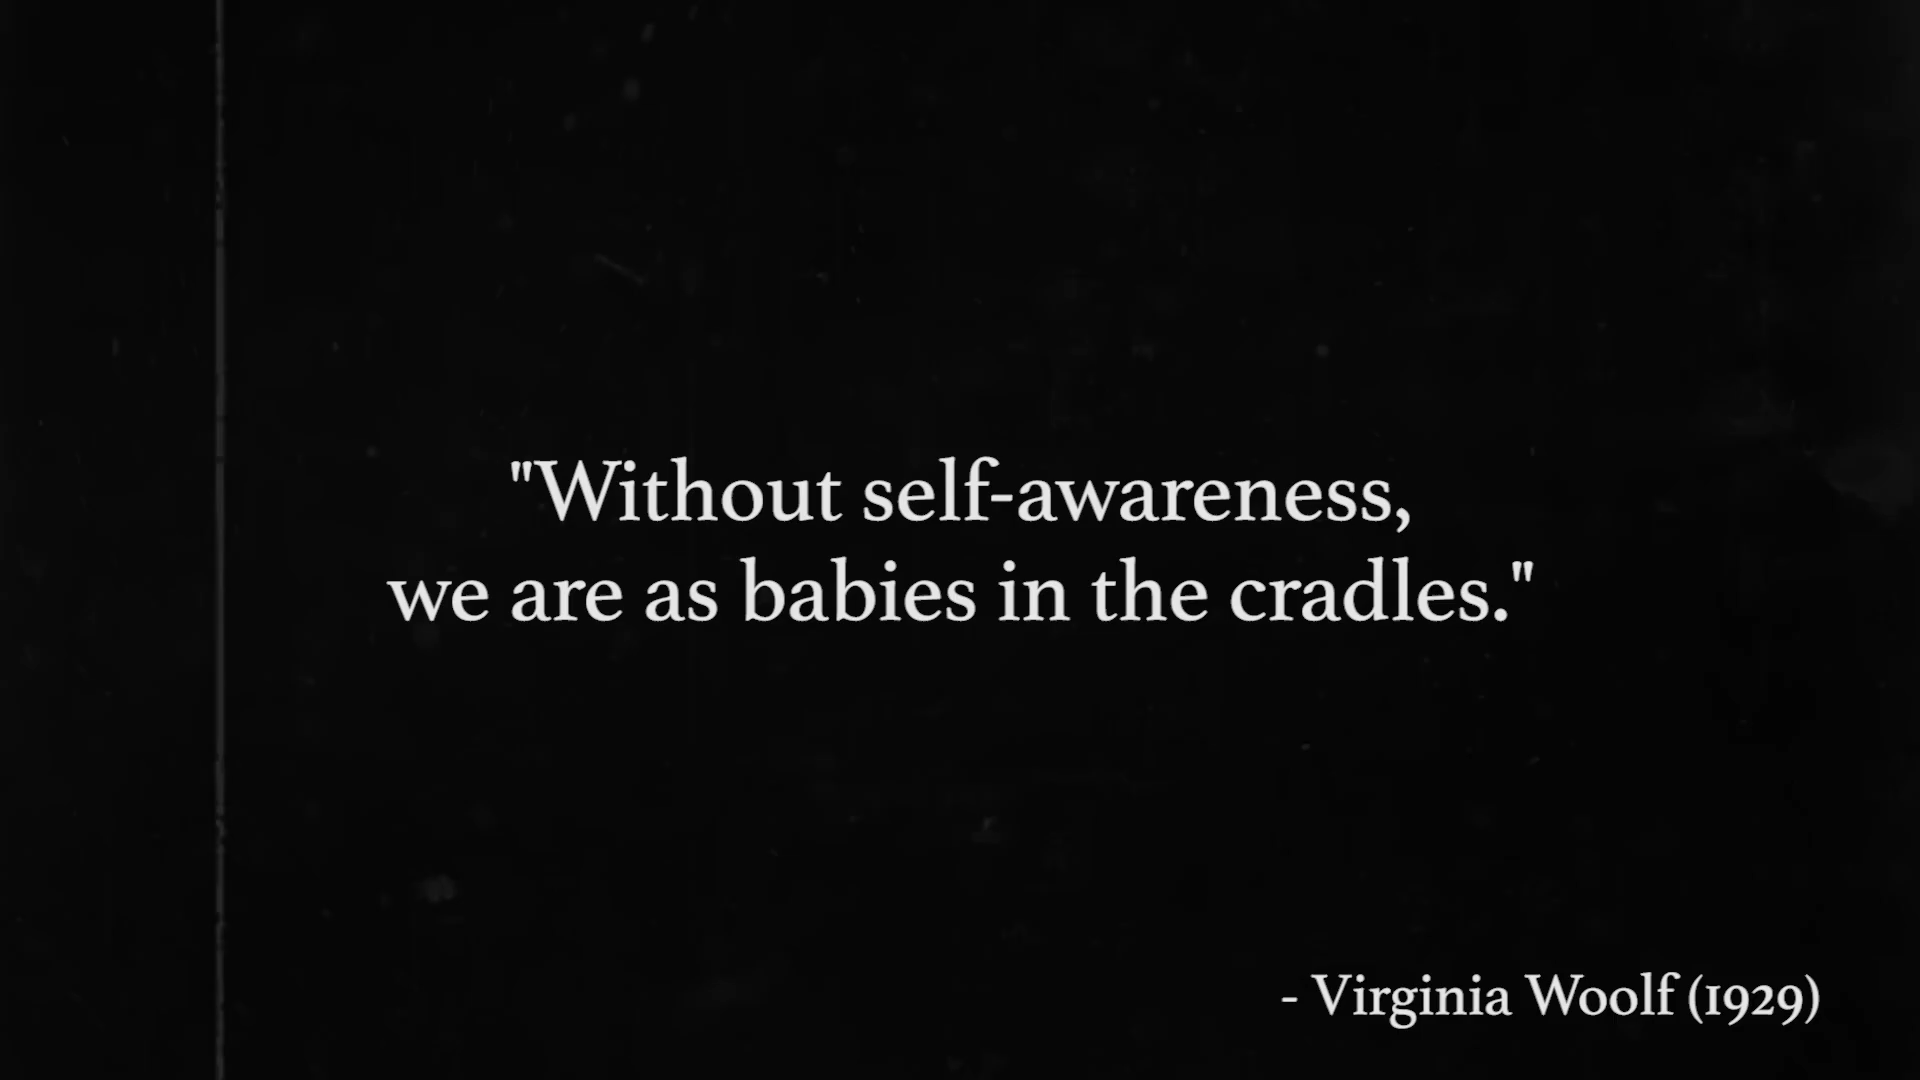 "Without self-awareness,
we are as babies in the cradles."
- Virginia Woolf (1929)